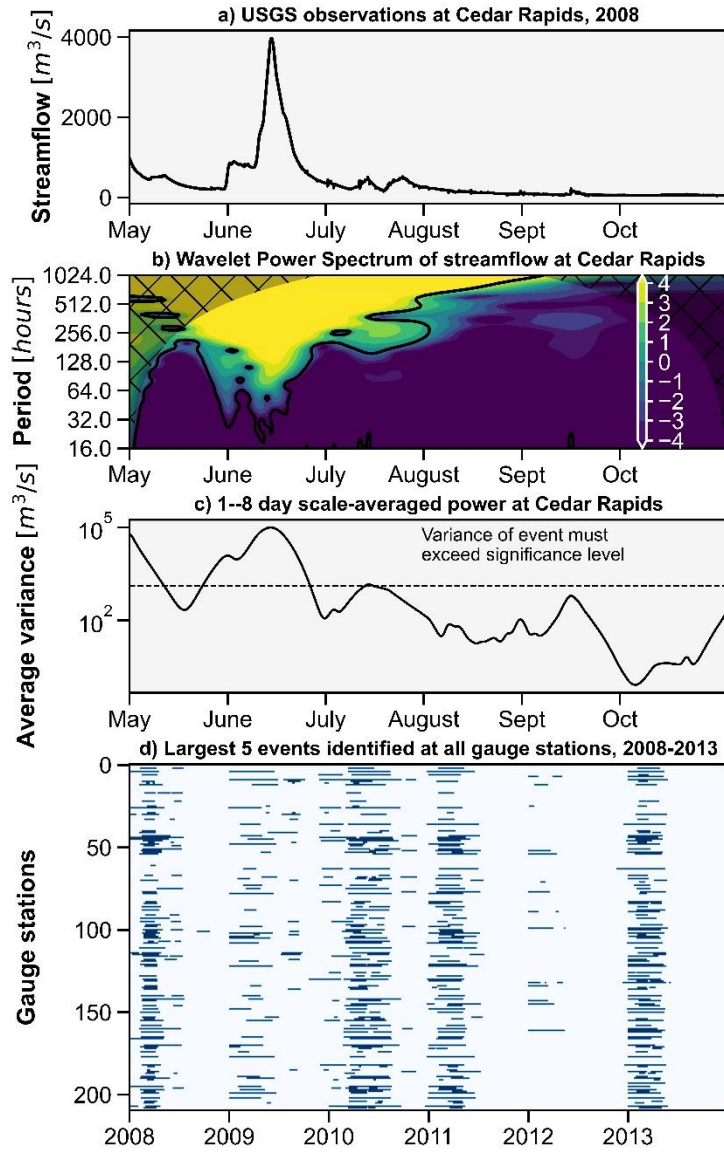 a) USGS observations at Cedar Rapids, 2008
Streamflow [m³/s]
4000
2000
0
May June July August Sept Oct
b) Wavelet Power Spectrum of streamflow at Cedar Rapids
Period [hours]
1024.0
512.0
256.0
128.0
64.0
32.0
16.0
4
3
2
1
0
−1
−2
−3
−4
May June July August Sept Oct
c) 1--8 day scale-averaged power at Cedar Rapids
Average variance [m³/s]
10⁵
10²
Variance of event must
exceed significance level
May June July August Sept Oct
d) Largest 5 events identified at all gauge stations, 2008-2013
Gauge stations
0
50
100
150
200
2008 2009 2010 2011 2012 2013